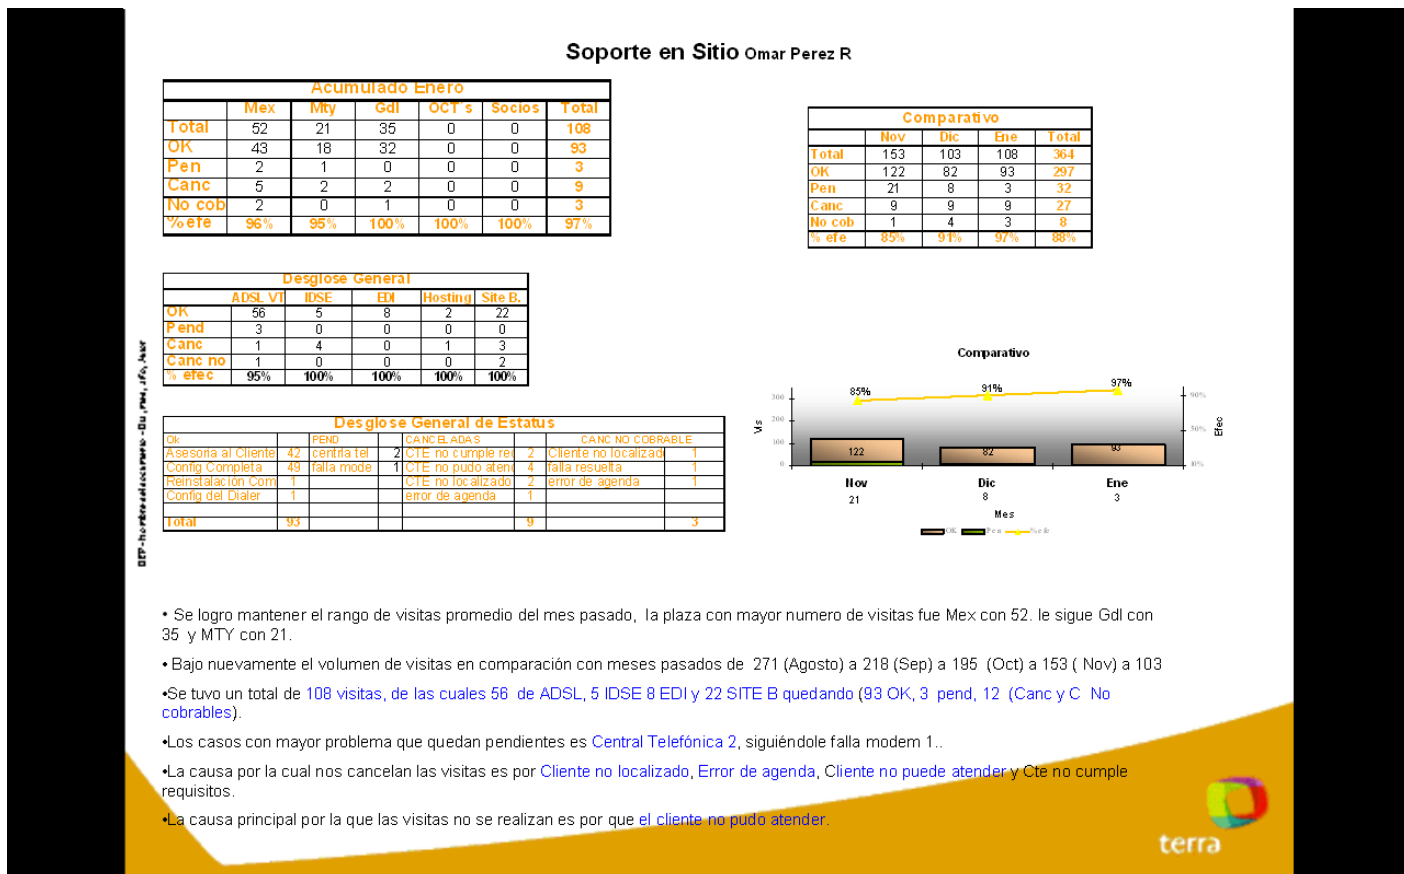 Soporte en Sitio Omar Perez R
Acumulado Enero
Mex Mty Gdl OCT´s Socios Total
Total 52 21 35 0 0 108
OK 43 18 32 0 0 93
Pen 2 1 0 0 0 3
Canc 5 2 2 0 0 9
No cob 2 0 1 0 0 3
% efe 96% 95% 100% 100% 100% 97%
Comparativo
Nov Dic Ene Total
Total 153 103 108 364
OK 122 82 93 297
Pen 21 8 3 32
Canc 9 9 9 27
No cob 1 4 3 8
% efe 85% 91% 97% 88%
Desglose General
ADSL VT IDSE EDI Hosting Site B.
OK 56 5 8 2 22
Pend 3 0 0 0 0
Canc 1 4 0 1 3
Canc no 1 0 0 0 2
% efec 95% 100% 100% 100% 100%
Desglose General de Estatus
Ok PEND CANCELADAS CANC NO COBRABLE
Asesoria al Cliente 42 centrla tel 2 CTE no cumple re 2 Cliente no localizad 1
Config Completa 49 falla mode 1 CTE no pudo aten 4 falla resuelta 1
Reinstalación Com 1 CTE no localizado 2 error de agenda 1
Config del Dialer 1 error de agenda 1
Total 93 9 3
Comparativo
85% 91% 97%
300
200
100
0
Vis
122 82 93
90%
50%
10%
Efec
Nov Dic Ene
21 8 3
Mes
OK Pen % efe
• Se logro mantener el rango de visitas promedio del mes pasado, la plaza con mayor numero de visitas fue Mex con 52. le sigue Gdl con
35 y MTY con 21.
• Bajo nuevamente el volumen de visitas en comparación con meses pasados de 271 (Agosto) a 218 (Sep) a 195 (Oct) a 153 ( Nov) a 103
•Se tuvo un total de 108 visitas, de las cuales 56 de ADSL, 5 IDSE 8 EDI y 22 SITE B quedando (93 OK, 3 pend, 12 (Canc y C No
cobrables).
•Los casos con mayor problema que quedan pendientes es Central Telefónica 2, siguiéndole falla modem 1..
•La causa por la cual nos cancelan las visitas es por Cliente no localizado, Error de agenda, Cliente no puede atender y Cte no cumple
requisitos.
•La causa principal por la que las visitas no se realizan es por que el cliente no pudo atender.
terra